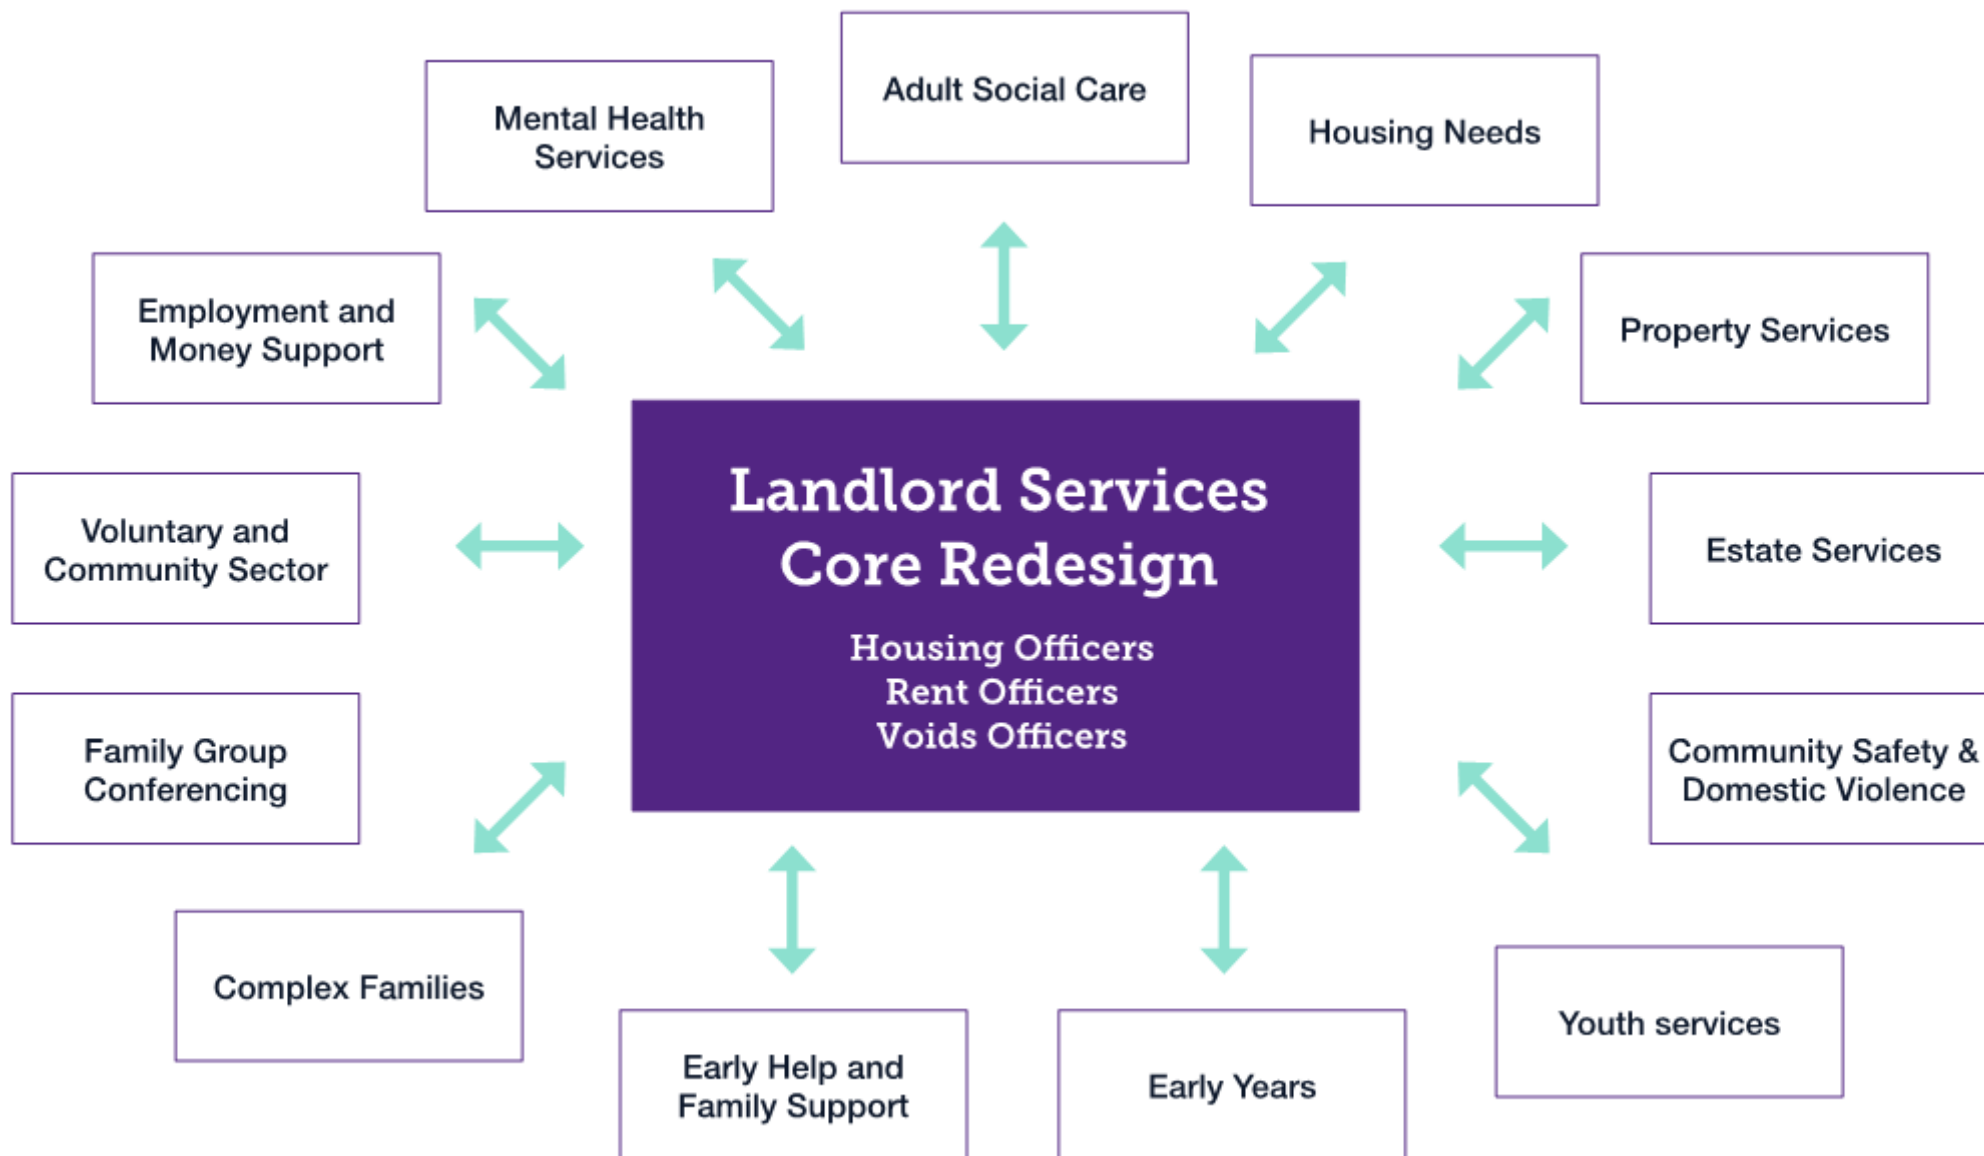 Adult Social Care
Mental Health
Services
Housing Needs
Employment and
Money Support
Property Services
Landlord Services
Core Redesign
Housing Officers
Rent Officers
Voids Officers
Voluntary and
Community Sector
Estate Services
Family Group
Conferencing
Community Safety &
Domestic Violence
Complex Families
Youth services
Early Help and
Family Support
Early Years